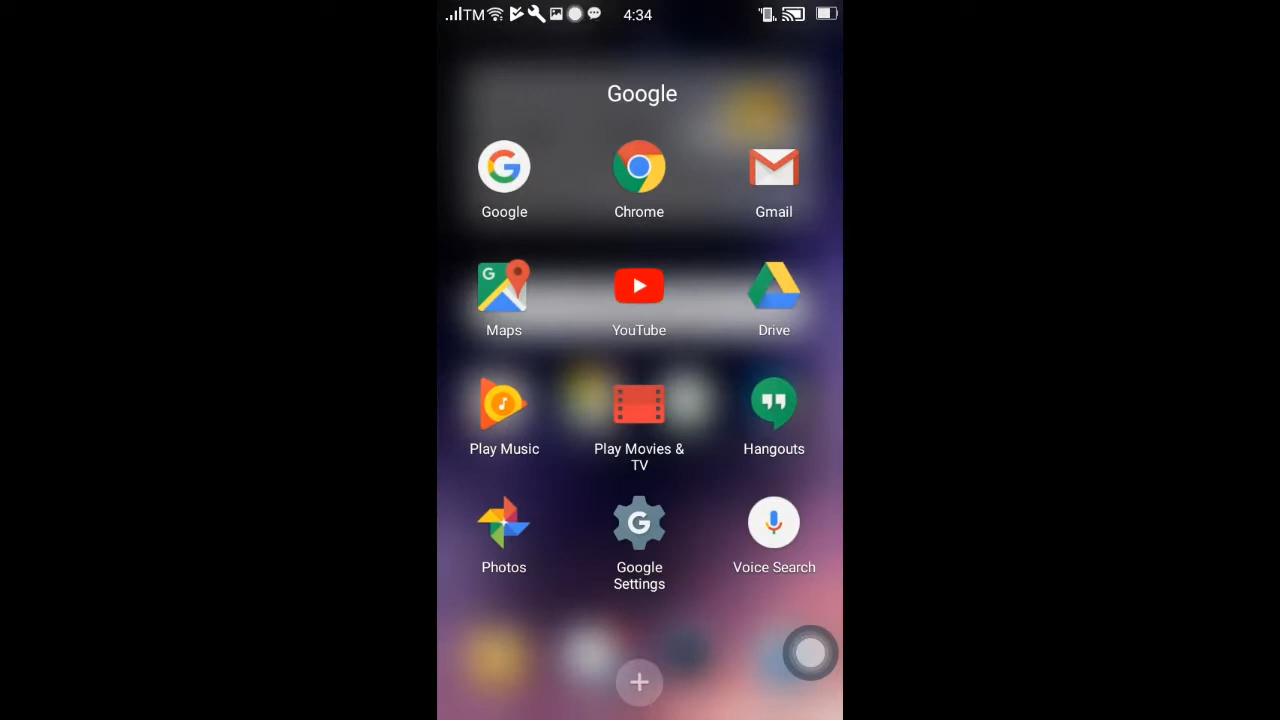 TM 4:34
Google
Google Chrome Gmail
G
Maps YouTube Drive
Play Music Play Movies & Hangouts
TV
G
Photos Google Voice Search
Settings